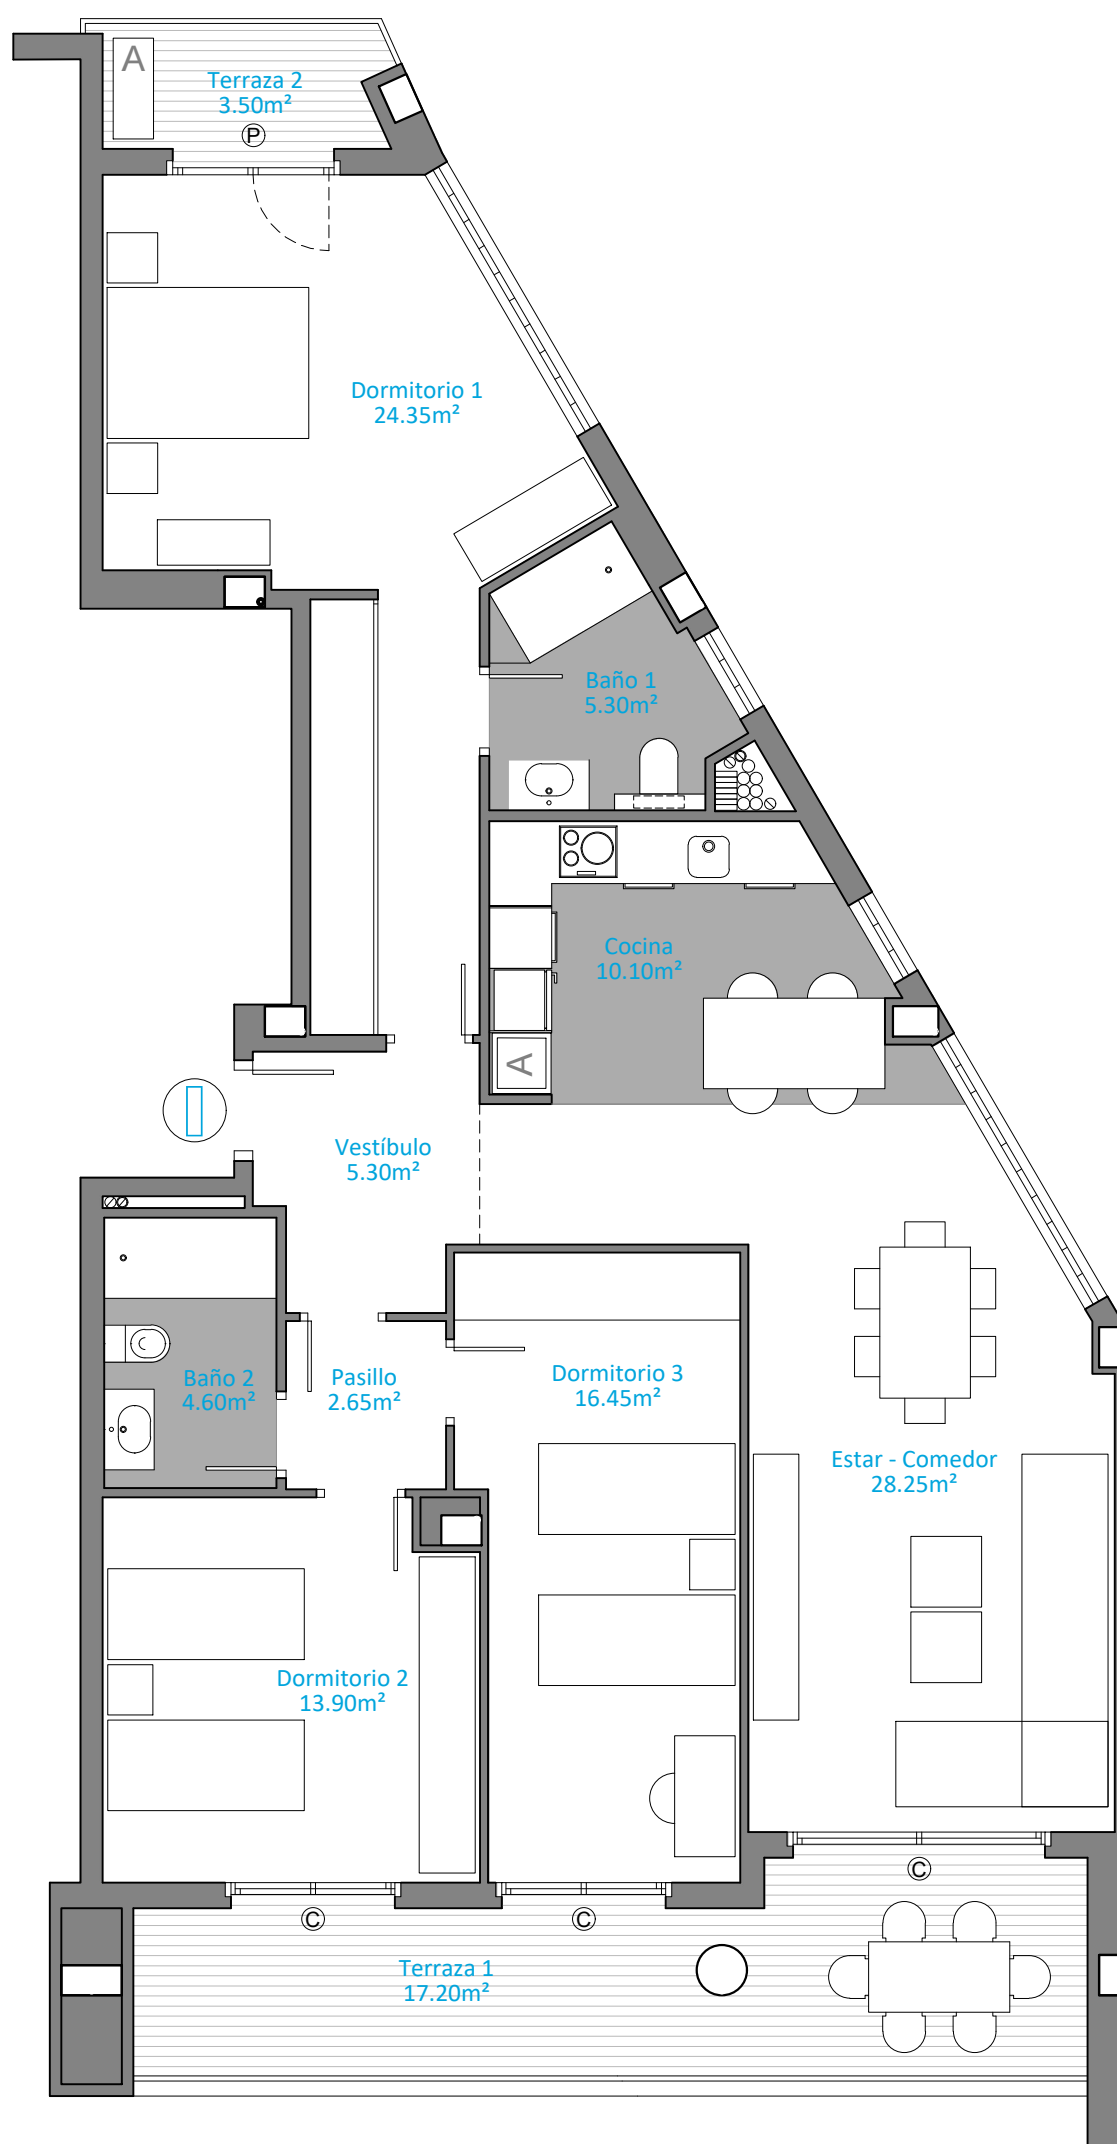 A
Terraza 2
3.50m²
P
Dormitorio 1
24.35m²
Baño 1
5.30m²
Cocina
10.10m²
A
Vestíbulo
5.30m²
Baño 2
4.60m²
Pasillo
2.65m²
Dormitorio 3
16.45m²
Estar - Comedor
28.25m²
Dormitorio 2
13.90m²
C
C
C
Terraza 1
17.20m²